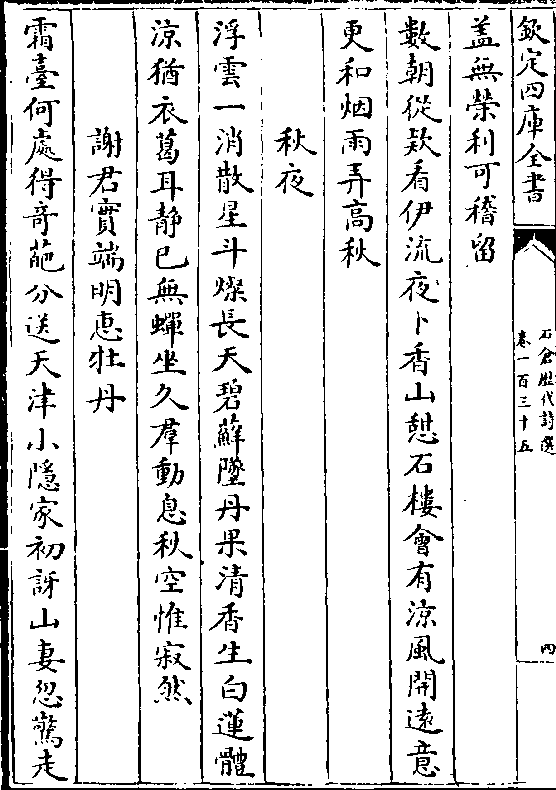 欽定四庫全書
石倉歴代詩選
卷一百三十五
四
盖無榮利可稽留
數朝從欵看伊流夜卜香山憇石樓會有涼風開遠意
更和烟雨弄高秋
秋夜
浮雲一消散星斗燦長天碧蘚墜丹果清香生白蓮體
涼猶衣葛耳静已無蟬坐久羣動息秋空惟寂然
謝君實端明惠牡丹
霜臺何處得竒葩分送天津小隱家初訝山妻忽驚走